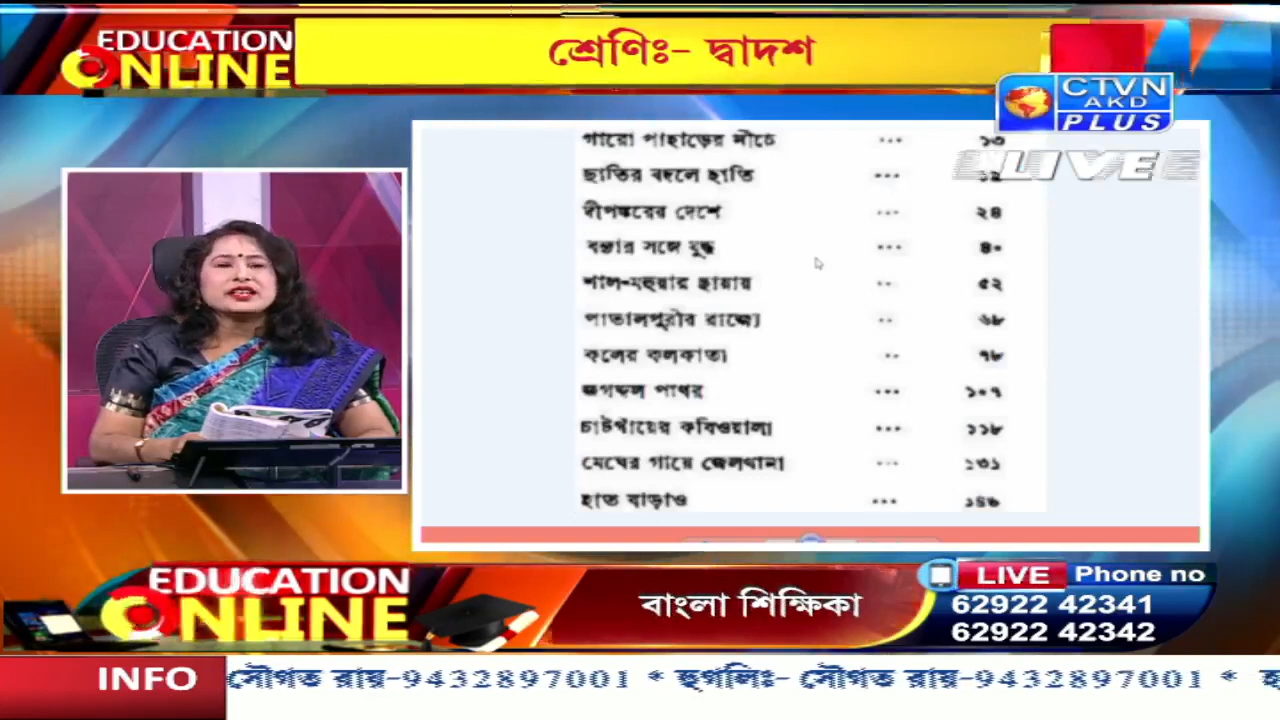 EDUCATION
ONLINE
শ্রেণিঃ- দ্বাদশ
CTVN
AKD
PLUS
LIVE
গারো পাহাড়ের নীচে ... ১৩
ছাতির বদলে হাতি ...
দীপঙ্করের দেশে ... ২৪
বন্যার সঙ্গে যুদ্ধ ... ৪০
শাল-মহুয়ার ছায়ায় .. ৫২
পাতালপুরীর রাজ্যে .. ৬৮
কলের কলকাতা .. ৭৮
জগদ্দল পাথর ... ১০৭
চাটগাঁয়ের কবিওয়ালা ... ১১৮
মেঘের গায়ে জেলখানা ... ১৩১
হাত বাড়াও ... ১৪৬
EDUCATION
ONLINE
বাংলা শিক্ষিকা
LIVE Phone no
62922 42341
62922 42342
INFO সৌগত রায়-9432897001 * হুগলিঃ- সৌগত রায়-9432897001 *